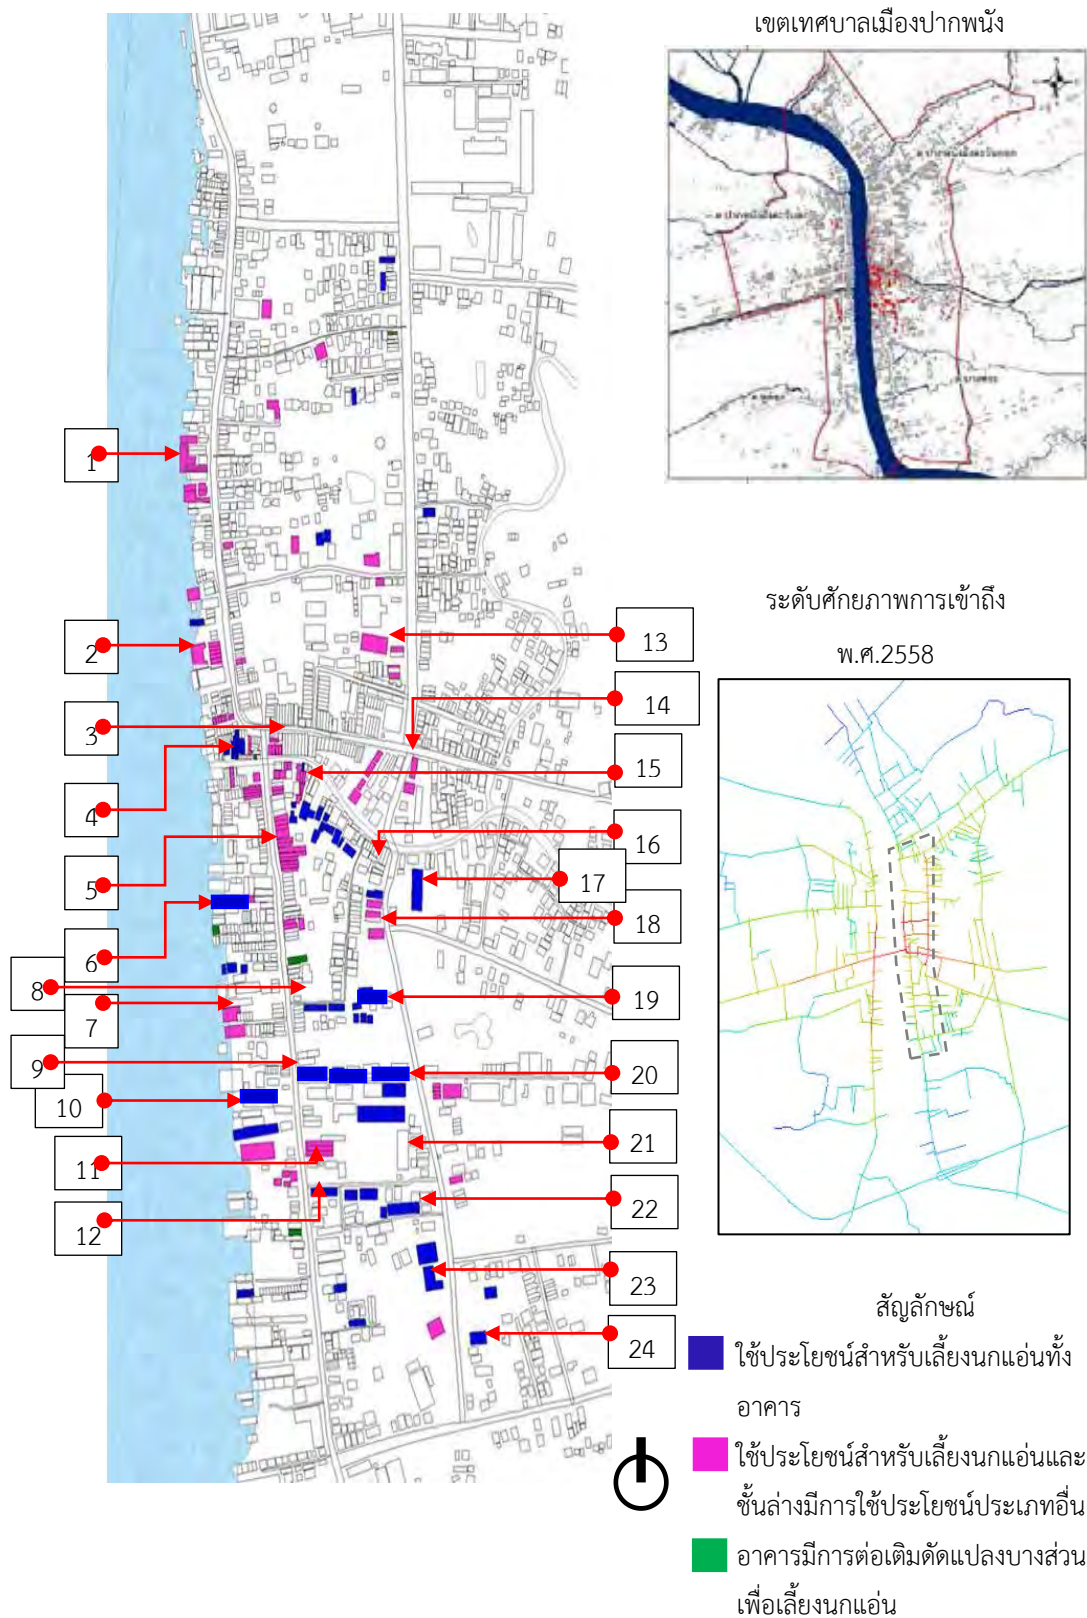 เขตเทศบาลเมืองปากพนัง
ระดับศักยภาพการเข้าถึง
พ.ศ.2558
1
2
3
4
5
6
8
7
9
10
11
12
13
14
15
16
17
18
19
20
21
22
23
24
สัญลักษณ์
ใช้ประโยชน์สำหรับเลี้ยงนกแอ่นทั้ง
อาคาร
ใช้ประโยชน์สำหรับเลี้ยงนกแอ่นและ
ชั้นล่างมีการใช้ประโยชน์ประเภทอื่น
อาคารมีการต่อเติมดัดแปลงบางส่วน
เพื่อเลี้ยงนกแอ่น